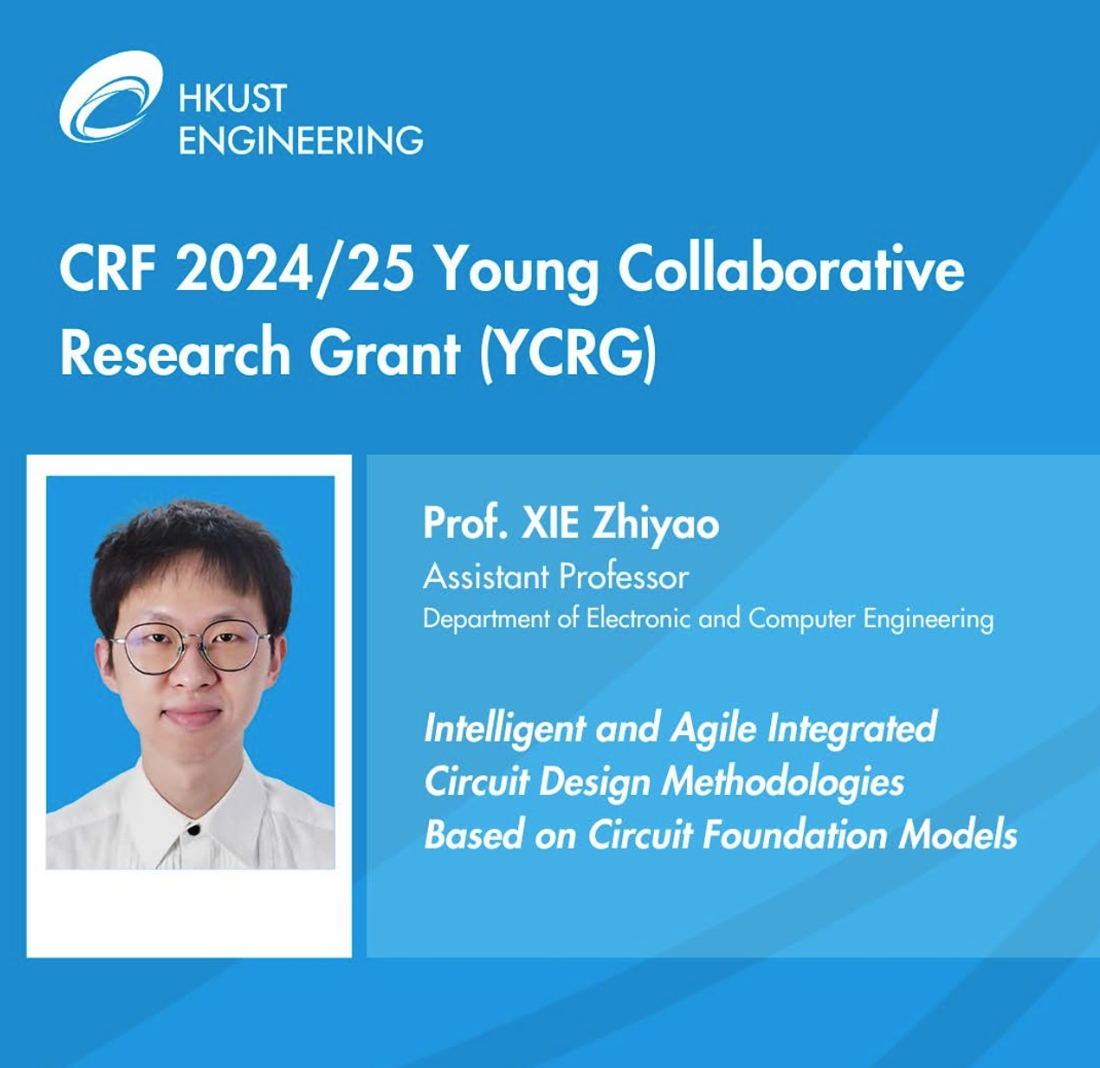 HKUST
ENGINEERING
CRF 2024/25 Young Collaborative
Research Grant (YCRG)
Prof. XIE Zhiyao
Assistant Professor
Department of Electronic and Computer Engineering
Intelligent and Agile Integrated
Circuit Design Methodologies
Based on Circuit Foundation Models